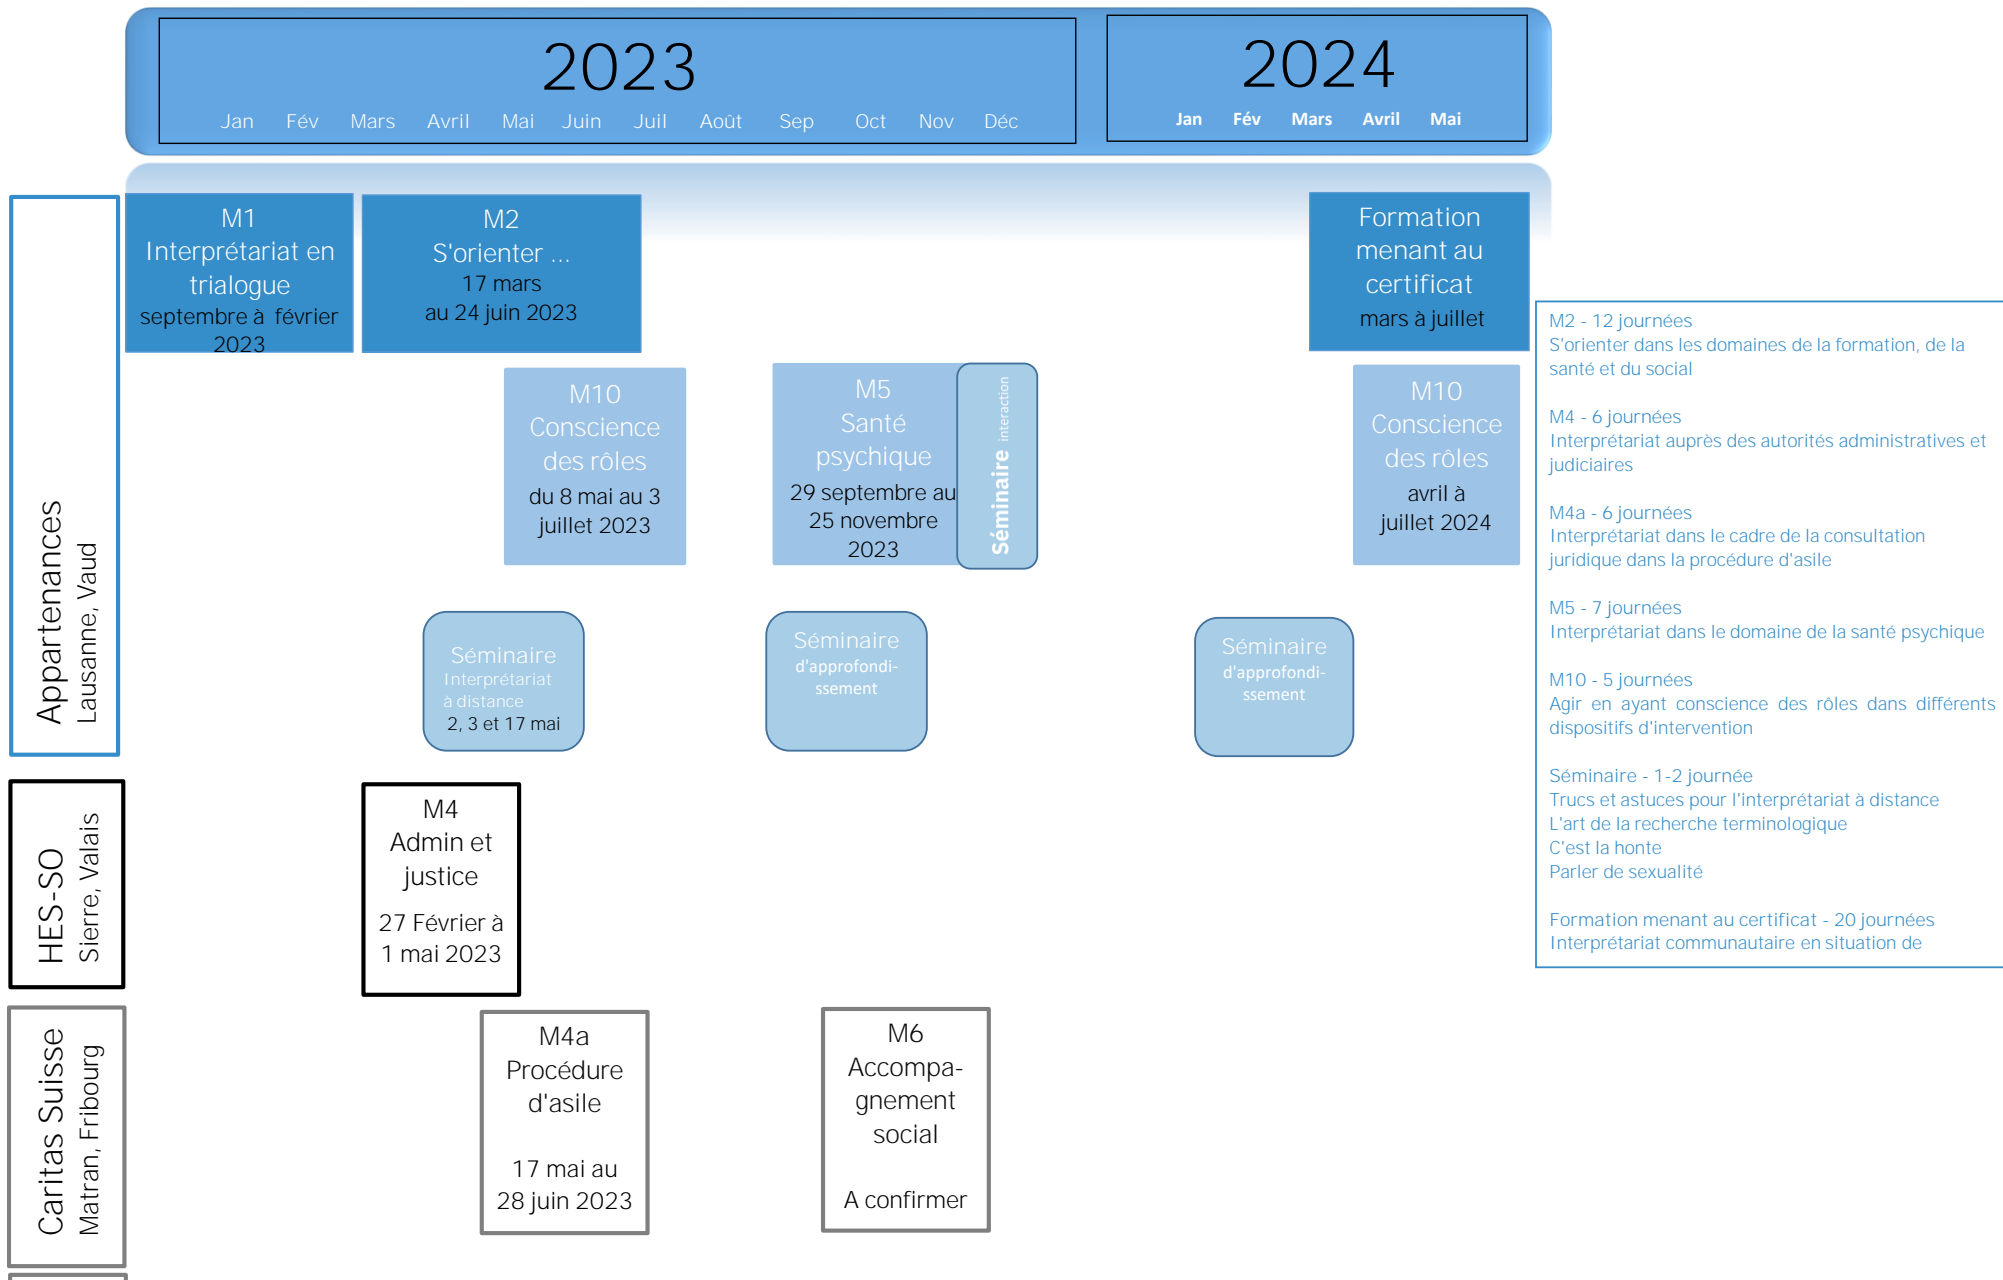 2023
Jan Fév Mars Avril Mai Juin Juil Août Sep Oct Nov Déc
2024
Jan Fév Mars Avril Mai
Appartenances
Lausanne, Vaud
M1
Interprétariat en
trialogue
septembre à février
2023
M2
S'orienter ...
17 mars
au 24 juin 2023
Formation
menant au
certificat
mars à juillet
M10
Conscience
des rôles
du 8 mai au 3
juillet 2023
M5
Santé
psychique
29 septembre au
25 novembre
2023
Séminaire interaction
M10
Conscience
des rôles
avril à
juillet 2024
Séminaire
Interprétariat
à distance
2, 3 et 17 mai
Séminaire
d'approfondi-
ssement
Séminaire
d'approfondi-
ssement
HES-SO
Sierre, Valais
M4
Admin et
justice
27 Février à
1 mai 2023
Caritas Suisse
Matran, Fribourg
M4a
Procédure
d'asile
17 mai au
28 juin 2023
M6
Accompa-
gnement
social
A confirmer
M2 - 12 journées
S'orienter dans les domaines de la formation, de la
santé et du social
M4 - 6 journées
Interprétariat auprès des autorités administratives et
judiciaires
M4a - 6 journées
Interprétariat dans le cadre de la consultation
juridique dans la procédure d'asile
M5 - 7 journées
Interprétariat dans le domaine de la santé psychique
M10 - 5 journées
Agir en ayant conscience des rôles dans différents
dispositifs d'intervention
Séminaire - 1-2 journée
Trucs et astuces pour l'interprétariat à distance
L'art de la recherche terminologique
C'est la honte
Parler de sexualité
Formation menant au certificat - 20 journées
Interprétariat communautaire en situation de